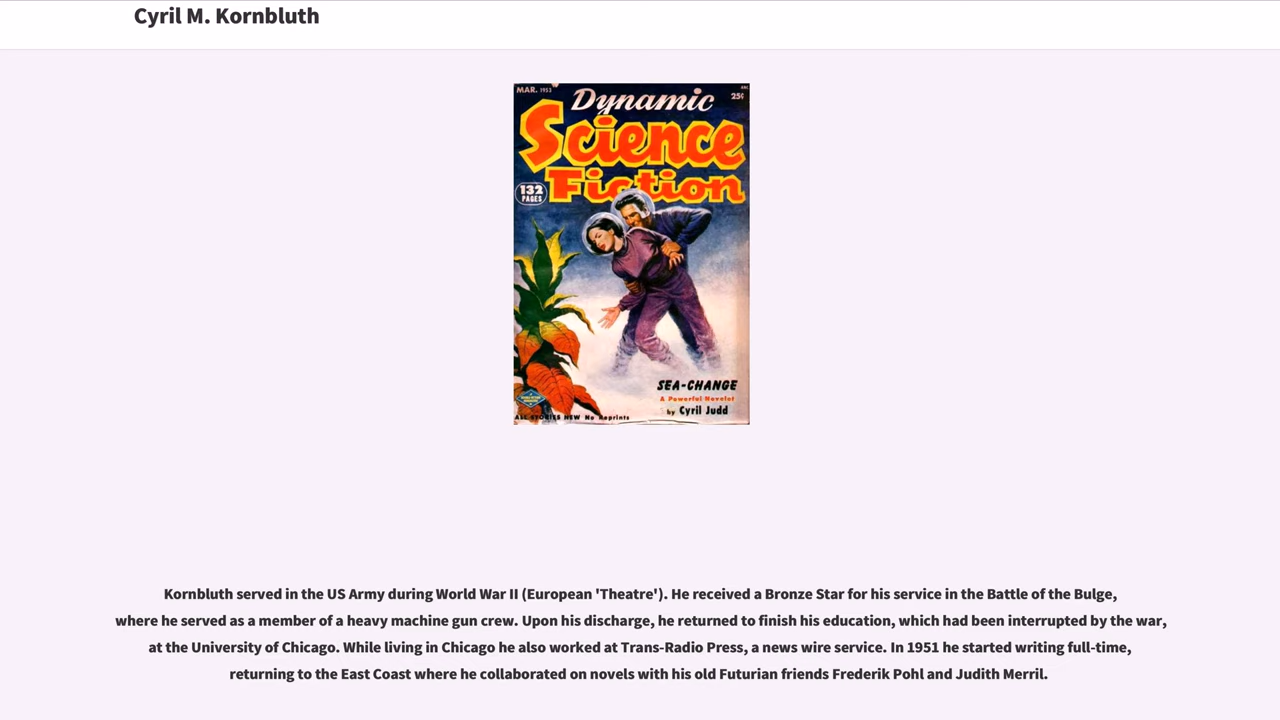 Cyril M. Kornbluth
MAR. 1953
Dynamic
25¢
Science
Fiction
132
PAGES
SEA-CHANGE
A Powerful Novelet
by Cyril Judd
ALL STORIES NEW No Reprints
Kornbluth served in the US Army during World War II (European 'Theatre'). He received a Bronze Star for his service in the Battle of the Bulge,
where he served as a member of a heavy machine gun crew. Upon his discharge, he returned to finish his education, which had been interrupted by the war,
at the University of Chicago. While living in Chicago he also worked at Trans-Radio Press, a news wire service. In 1951 he started writing full-time,
returning to the East Coast where he collaborated on novels with his old Futurian friends Frederik Pohl and Judith Merril.